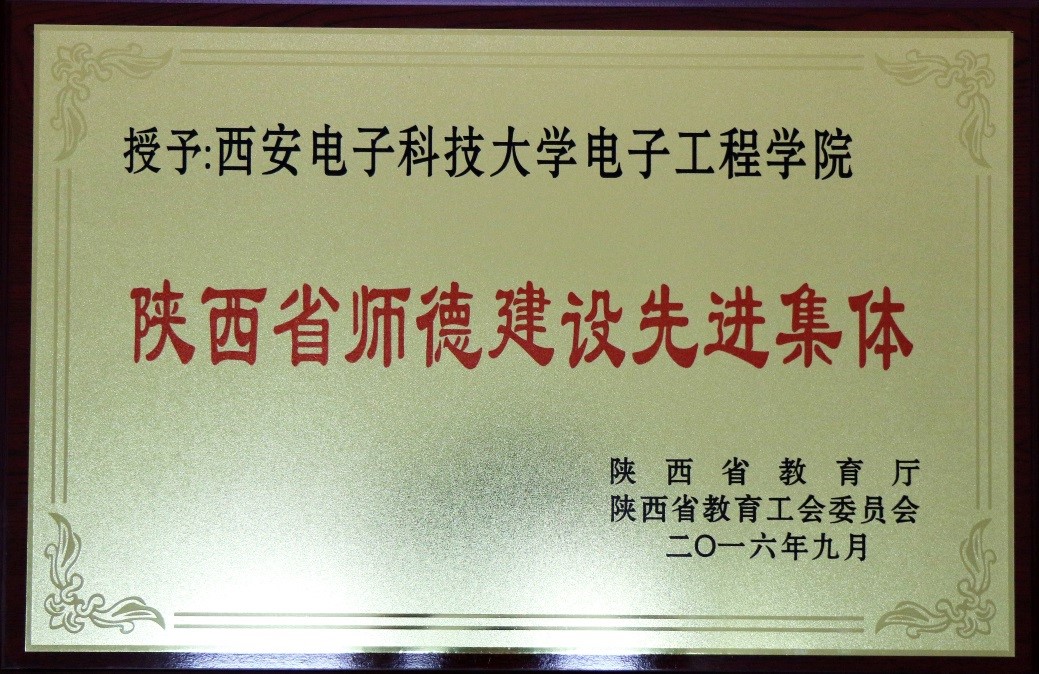 授予:西安电子科技大学电子工程学院
陕西省师德建设先进集体
陕西省教育厅
陕西省教育工会委员会
二〇一六年九月